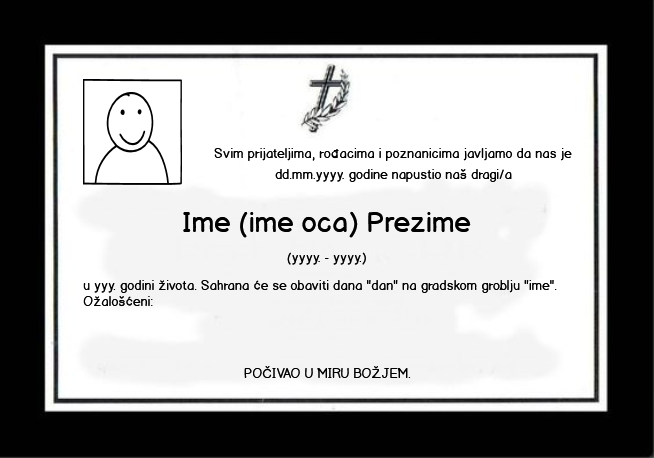 Svim prijateljima, rođacima i poznanicima javljamo da nas je
dd.mm.yyyy. godine napustio naš dragi/a
Ime (ime oca) Prezime
(yyyy. - yyyy.)
u yyy. godini života. Sahrana će se obaviti dana "dan" na gradskom groblju "ime".
Ožalošćeni:
POČIVAO U MIRU BOŽJEM.